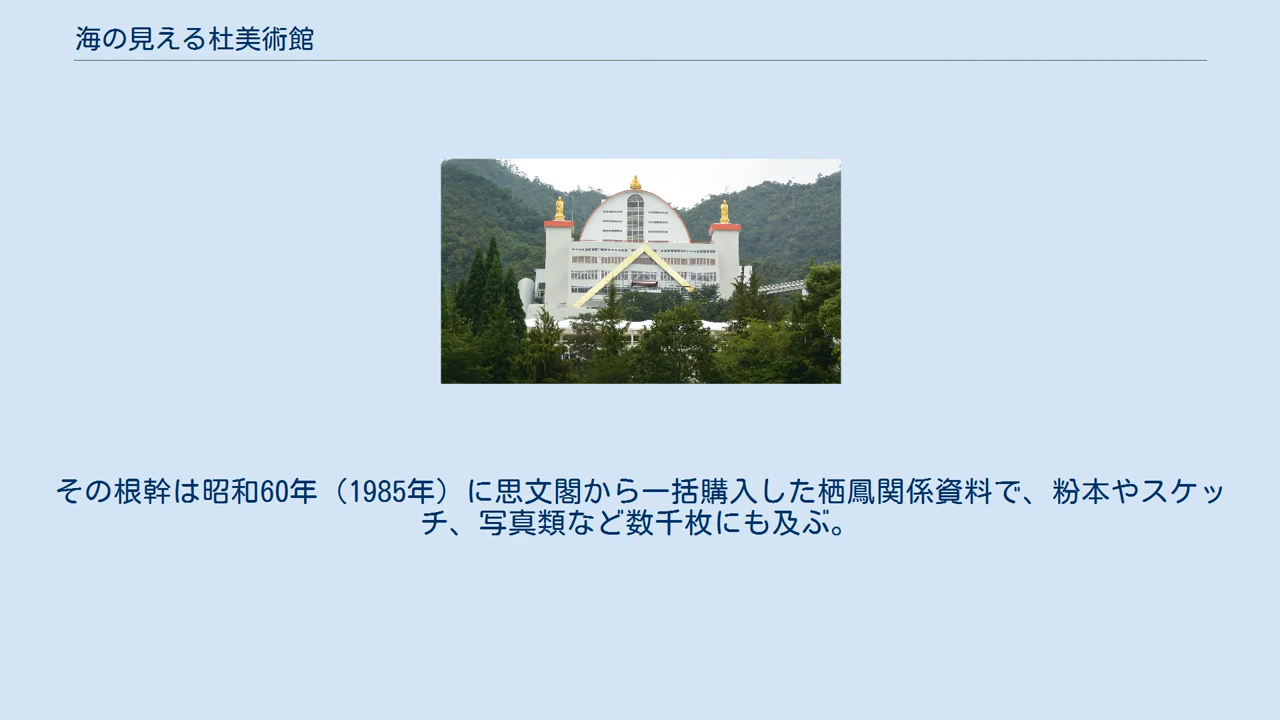 海の見える杜美術館
その根幹は昭和60年（1985年）に思文閣から一括購入した栖鳳関係資料で、粉本やスケッ
チ、写真類など数千枚にも及ぶ。